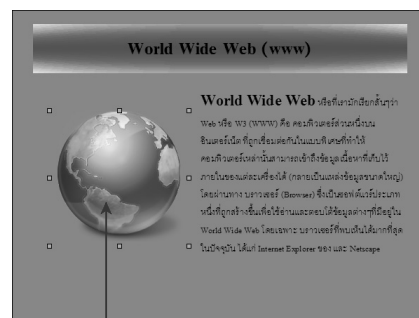 World Wide Web (www)
World Wide Web หรือที่เรามักเรียกสั้นๆว่า
Web หรือ W3 (WWW) คือ คอมพิวเตอร์ส่วนหนึ่งบน
อินเตอร์เน็ต ที่ถูกเชื่อมต่อกันในแบบพิเศษที่ทำให้
คอมพิวเตอร์เหล่านั้นสามารถเข้าถึงข้อมูลเนื้อหาที่เก็บไว้
ภายในของแต่ละเครื่องได้ (กลายเป็นแหล่งข้อมูลขนาดใหญ่)
โดยผ่านทาง บราวเซอร์ (Browser) ซึ่งเป็นซอฟต์แวร์ประเภท
หนึ่งที่ถูกสร้างขึ้นเพื่อใช้อ่านและตอบโต้ข้อมูลต่างๆที่มีอยู่ใน
World Wide Web โดยเฉพาะ บราวเซอร์ที่พบเห็นได้มากที่สุด
ในปัจจุบัน ได้แก่ Internet Explorer ของ และ Netscape